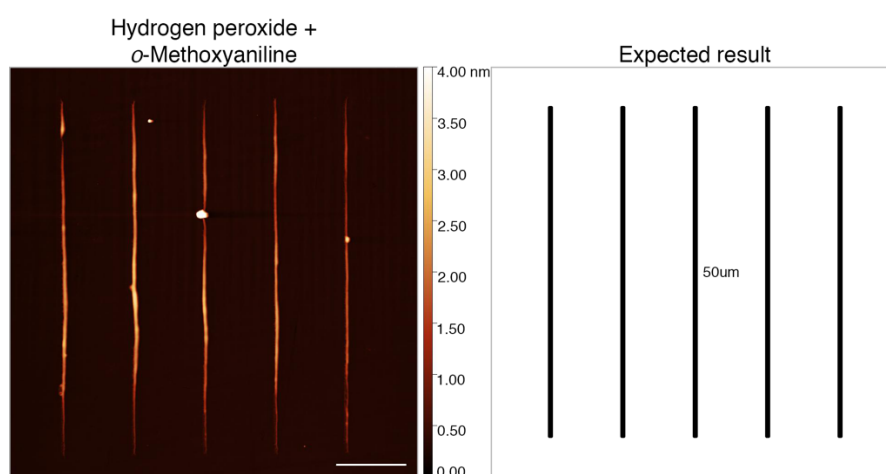 Hydrogen peroxide +
o-Methoxyaniline
Expected result
4.00 nm
3.50
3.00
2.50
2.00
1.50
1.00
0.50
0.00
50um